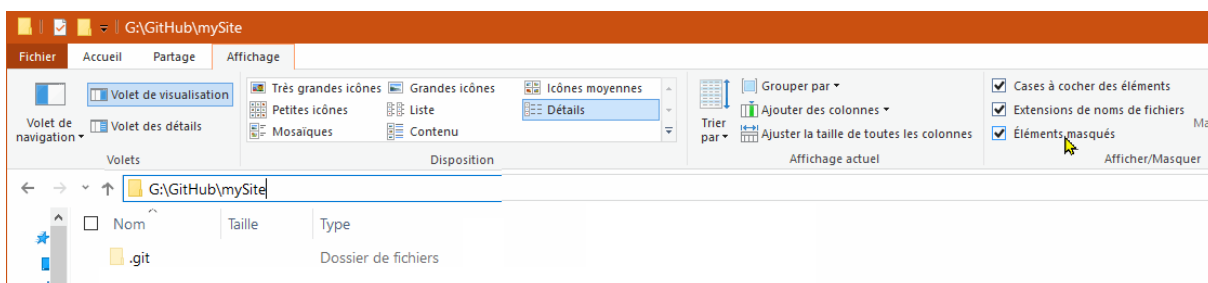 G:\GitHub\mySite
Fichier Accueil Partage Affichage
Volet de navigation
Volet de visualisation
Volet des détails
Volets
Très grandes icônes Grandes icônes Icônes moyennes
Petites icônes Liste Détails
Mosaïques Contenu
Disposition
Trier par
Grouper par
Ajouter des colonnes
Ajuster la taille de toutes les colonnes
Affichage actuel
Cases à cocher des éléments
Extensions de noms de fichiers
Éléments masqués
Afficher/Masquer
G:\GitHub\mySite
Nom Taille Type
.git Dossier de fichiers